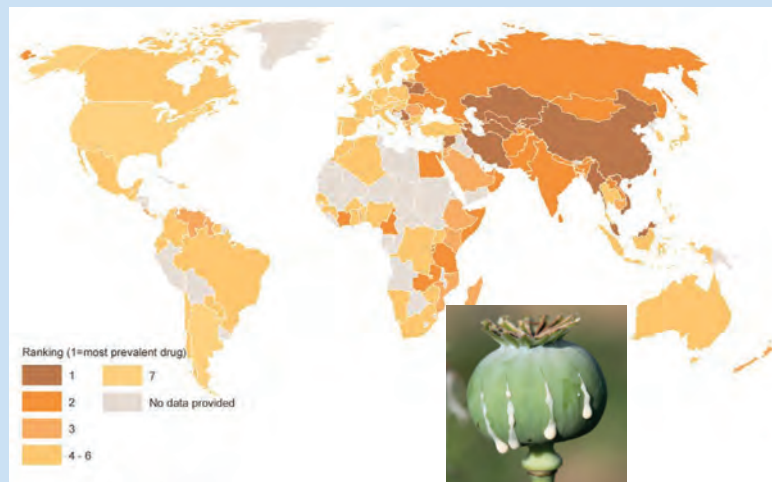 Ranking (1=most prevalent drug)
1
2
3
4 - 6
7
No data provided